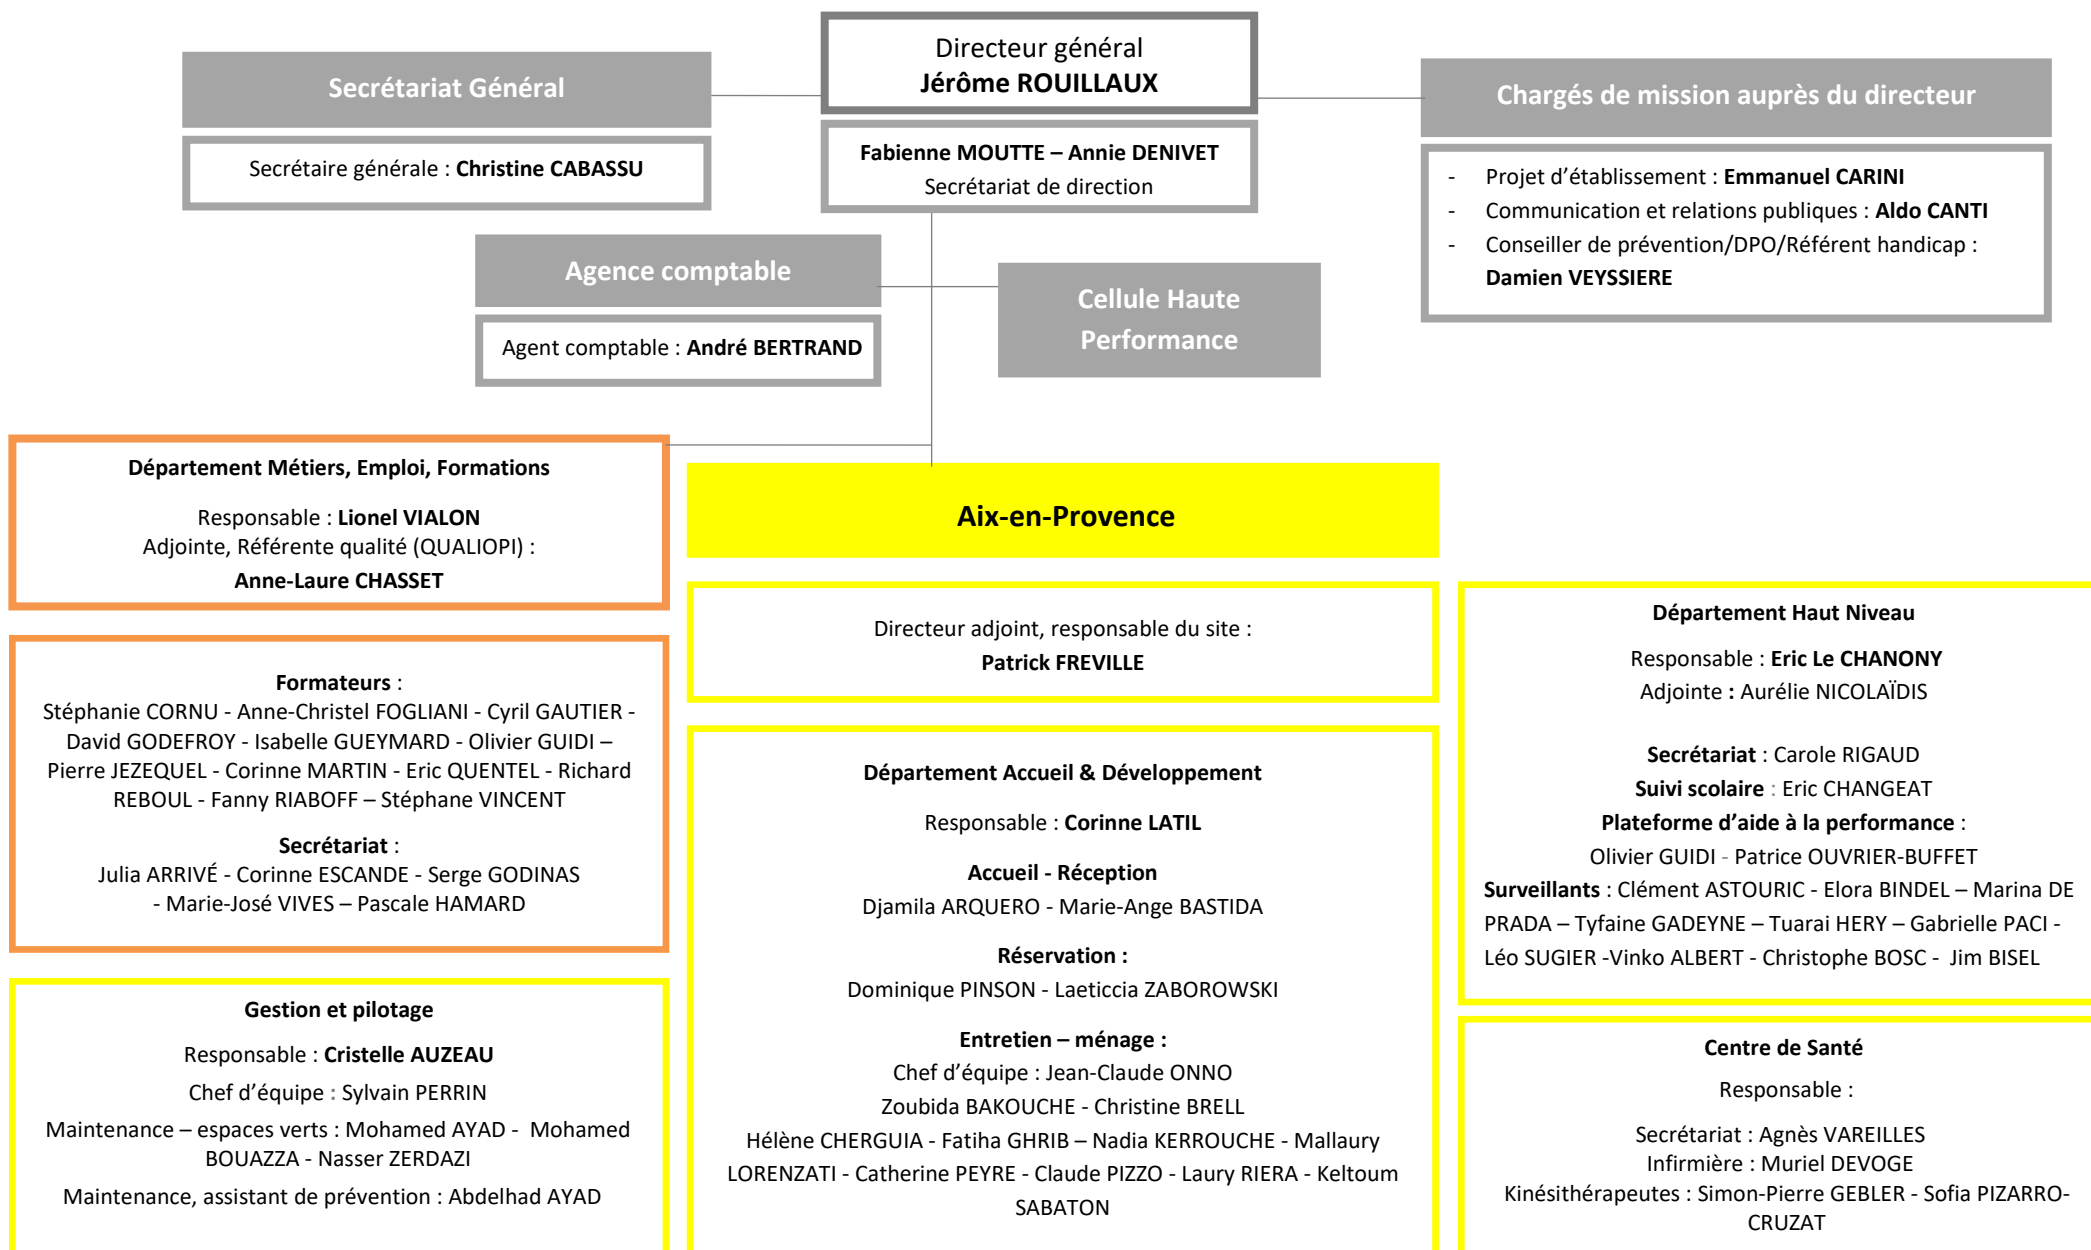 Directeur général
Jérôme ROUILLAUX
Fabienne MOUTTE – Annie DENIVET
Secrétariat de direction
Secrétariat Général
Secrétaire générale : Christine CABASSU
Chargés de mission auprès du directeur
- Projet d'établissement : Emmanuel CARINI
- Communication et relations publiques : Aldo CANTI
- Conseiller de prévention/DPO/Référent handicap :
Damien VEYSSIERE
Agence comptable
Agent comptable : André BERTRAND
Cellule Haute
Performance
Département Métiers, Emploi, Formations
Responsable : Lionel VIALON
Adjointe, Référente qualité (QUALIOPI) :
Anne-Laure CHASSET
Formateurs :
Stéphanie CORNU - Anne-Christel FOGLIANI - Cyril GAUTIER -
David GODEFROY - Isabelle GUEYMARD - Olivier GUIDI –
Pierre JEZEQUEL - Corinne MARTIN - Eric QUENTEL - Richard
REBOUL - Fanny RIABOFF – Stéphane VINCENT
Secrétariat :
Julia ARRIVÉ - Corinne ESCANDE - Serge GODINAS
- Marie-José VIVES – Pascale HAMARD
Gestion et pilotage
Responsable : Cristelle AUZEAU
Chef d'équipe : Sylvain PERRIN
Maintenance – espaces verts : Mohamed AYAD - Mohamed
BOUAZZA - Nasser ZERDAZI
Maintenance, assistant de prévention : Abdelhad AYAD
Aix-en-Provence
Directeur adjoint, responsable du site :
Patrick FREVILLE
Département Accueil & Développement
Responsable : Corinne LATIL
Accueil - Réception
Djamila ARQUERO - Marie-Ange BASTIDA
Réservation :
Dominique PINSON - Laeticcia ZABOROWSKI
Entretien – ménage :
Chef d'équipe : Jean-Claude ONNO
Zoubida BAKOUCHE - Christine BRELL
Hélène CHERGUIA - Fatiha GHRIB – Nadia KERROUCHE - Mallaury
LORENZATI - Catherine PEYRE - Claude PIZZO - Laury RIERA - Keltoum
SABATON
Département Haut Niveau
Responsable : Eric Le CHANONY
Adjointe : Aurélie NICOLAÏDIS
Secrétariat : Carole RIGAUD
Suivi scolaire : Eric CHANGEAT
Plateforme d'aide à la performance :
Olivier GUIDI - Patrice OUVRIER-BUFFET
Surveillants : Clément ASTOURIC - Elora BINDEL – Marina DE
PRADA – Tyfaine GADEYNE – Tuarai HERY – Gabrielle PACI -
Léo SUGIER -Vinko ALBERT - Christophe BOSC - Jim BISEL
Centre de Santé
Responsable :
Secrétariat : Agnès VAREILLES
Infirmière : Muriel DEVOGE
Kinésithérapeutes : Simon-Pierre GEBLER - Sofia PIZARRO-
CRUZAT